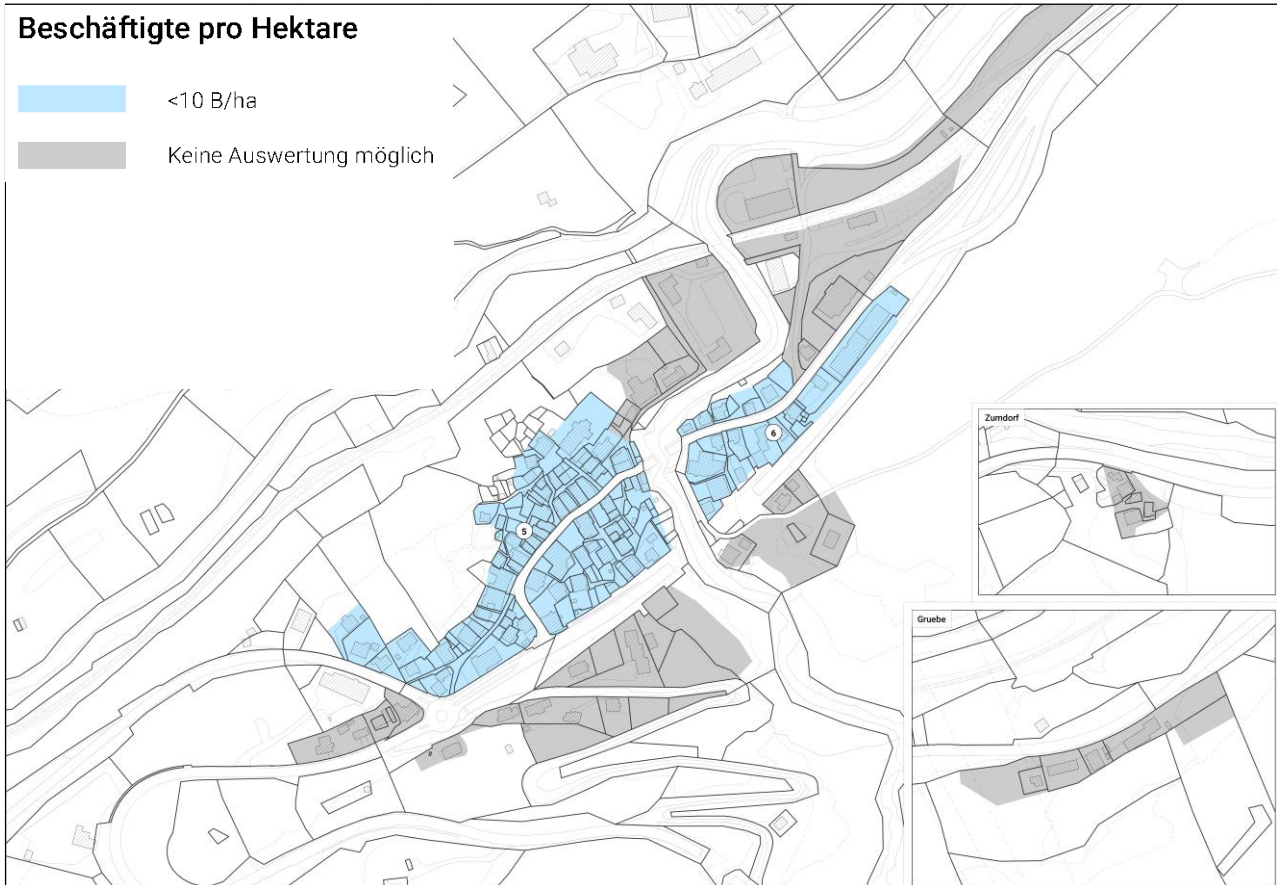 Beschäftigte pro Hektare
<10 B/ha
Keine Auswertung möglich
6
5
Zumdorf
Gruebe